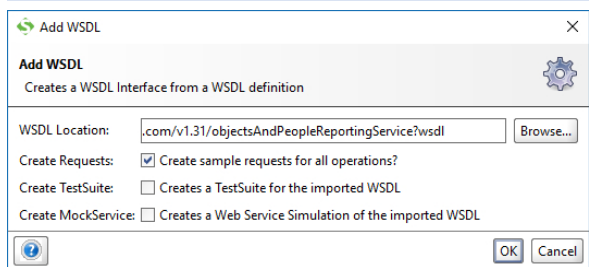 Add WSDL
Add WSDL
Creates a WSDL Interface from a WSDL definition
WSDL Location: .com/v1.31/objectsAndPeopleReportingService?wsdl Browse...
Create Requests: Create sample requests for all operations?
Create TestSuite: Creates a TestSuite for the imported WSDL
Create MockService: Creates a Web Service Simulation of the imported WSDL
? OK Cancel